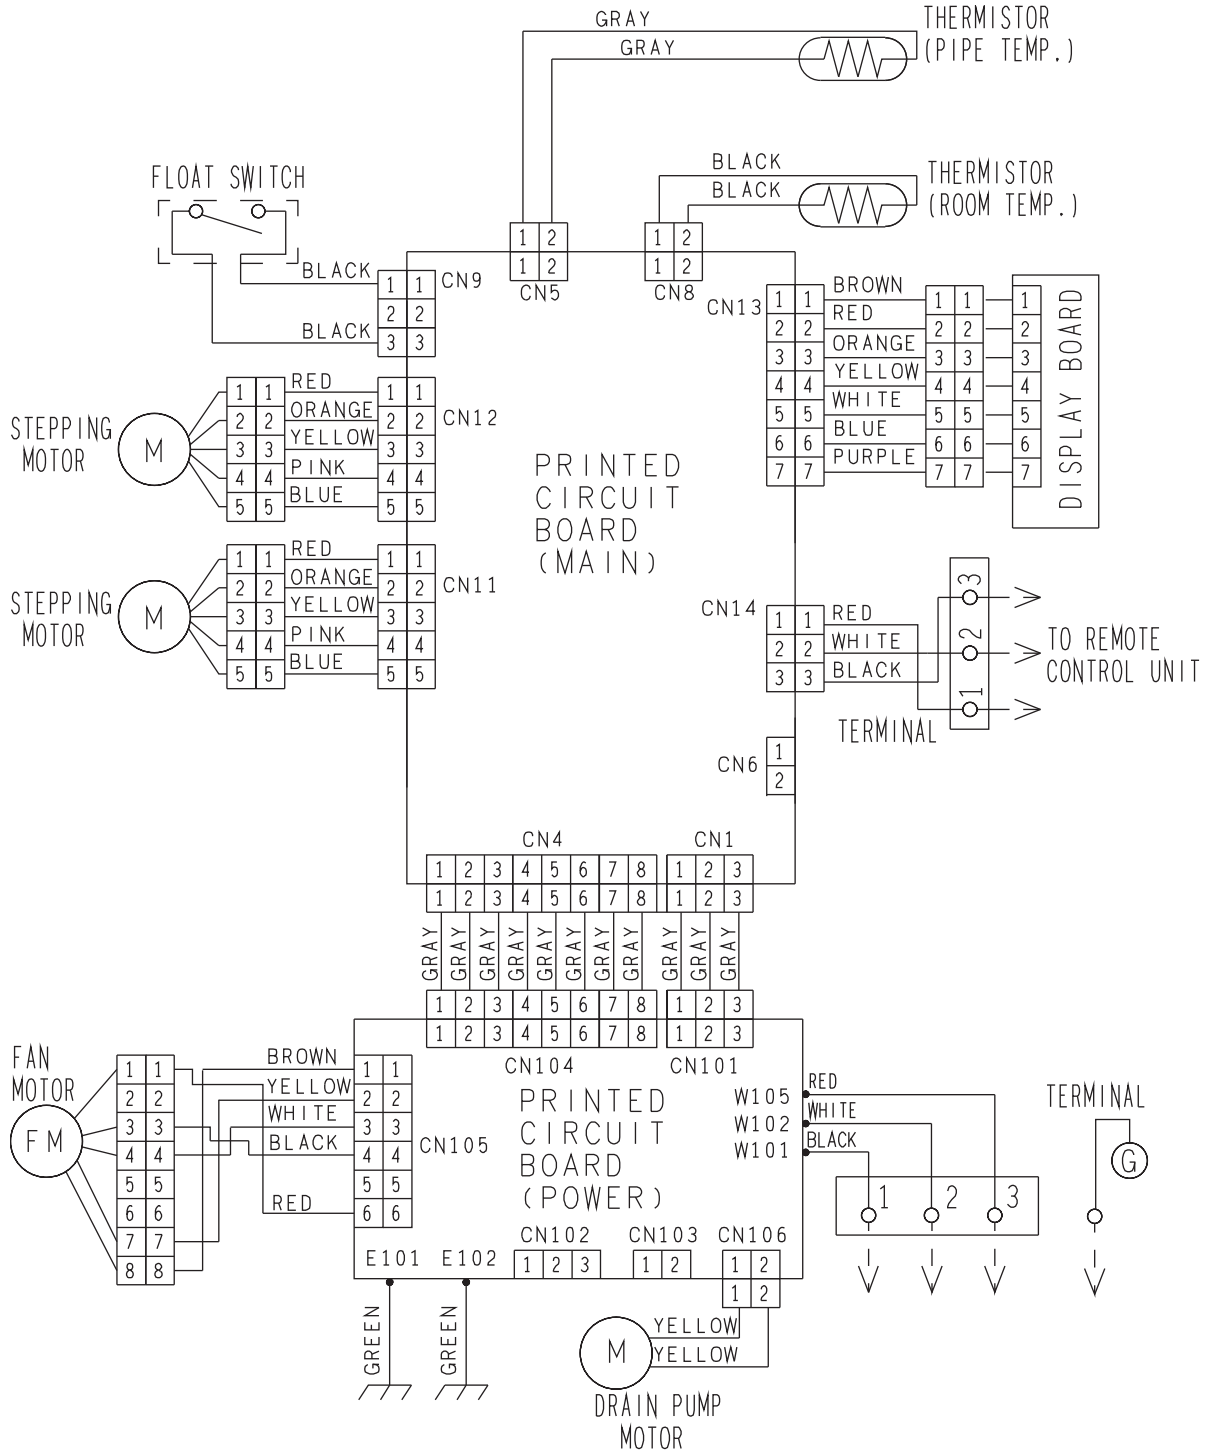 GRAY
THERMISTOR
(PIPE TEMP.)
GRAY
BLACK
THERMISTOR
(ROOM TEMP.)
BLACK
FLOAT SWITCH
1 2
1 2
CN5
1 2
1 2
CN8
BLACK
BLACK
1 1
2 2
3 3
CN9
CN13
1 1 BROWN 1 1 1
2 2 RED 2 2 2
3 3 ORANGE 3 3 3
4 4 YELLOW 4 4 4
5 5 WHITE 5 5 5
6 6 BLUE 6 6 6
7 7 PURPLE 7 7 7
DISPLAY BOARD
STEPPING
MOTOR
M
1 1 RED 1 1
2 2 ORANGE 2 2
3 3 YELLOW 3 3
4 4 PINK 4 4
5 5 BLUE 5 5
CN12
PRINTED
CIRCUIT
BOARD
(MAIN)
STEPPING
MOTOR
M
1 1 RED 1 1
2 2 ORANGE 2 2
3 3 YELLOW 3 3
4 4 PINK 4 4
5 5 BLUE 5 5
CN11
CN14
1 1 RED
2 2 WHITE
3 3 BLACK
3
2
1
TO REMOTE
CONTROL UNIT
TERMINAL
CN6
1
2
CN4
CN1
1 2 3 4 5 6 7 8 1 2 3
1 2 3 4 5 6 7 8 1 2 3
GRAY GRAY GRAY GRAY GRAY GRAY GRAY GRAY GRAY GRAY GRAY
1 2 3 4 5 6 7 8 1 2 3
1 2 3 4 5 6 7 8 1 2 3
CN104
CN101
FAN
MOTOR
FM
1 1
2 2
3 3
4 4
5 5
6 6
7 7
8 8
BROWN
YELLOW
WHITE
BLACK
RED
1 1
2 2
3 3
4 4
5 5
6 6
CN105
PRINTED
CIRCUIT
BOARD
(POWER)
W105 RED
W102 WHITE
W101 BLACK
1 2 3
TERMINAL
G
E101
E102
CN102
1 2 3
CN103
1 2
CN106
1 2
1 2
GREEN
GREEN
M
YELLOW
YELLOW
DRAIN PUMP
MOTOR